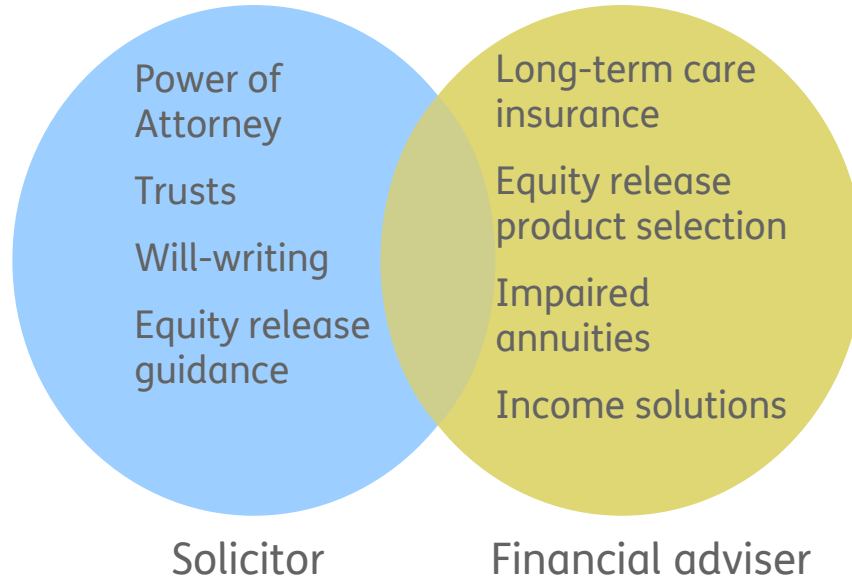 Power of
Attorney
Trusts
Will-writing
Equity release
guidance
Long-term care
insurance
Equity release
product selection
Impaired
annuities
Income solutions
Solicitor
Financial adviser